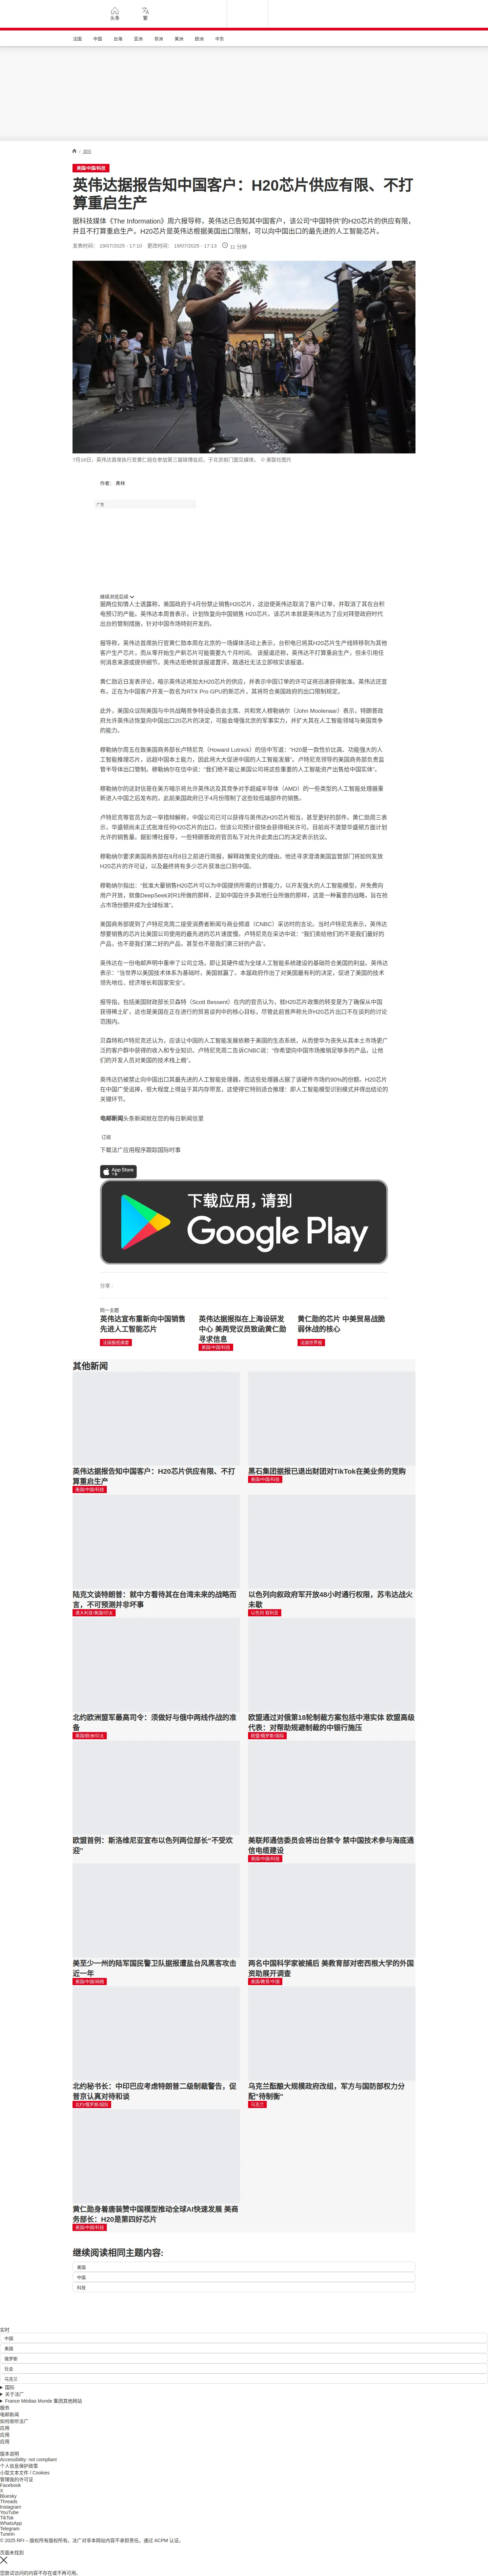 头条
繁
法国
中国
台海
亚洲
非洲
美洲
欧洲
中东
/ 国际
美国/中国/科技
英伟达据报告知中国客户：H20芯片供应有限、不打算重启生产
据科技媒体《The Information》周六报导称，英伟达已告知其中国客户，该公司“中国特供”的H20芯片的供应有限，并且不打算重启生产。H20芯片是英伟达根据美国出口限制，可以向中国出口的最先进的人工智能芯片。
发表时间： 19/07/2025 - 17:10 更改时间： 19/07/2025 - 17:13 11 分钟
7月16日，英伟达首席执行官黄仁勋在参加第三届链博会后，于北京前门面见媒体。 © 美联社图片
作者： 弗林
广告
继续浏览后续
据两位知情人士透露称，美国政府于4月份禁止销售H20芯片，这迫使英伟达取消了客户订单，并取消了其在台积电预订的产能。英伟达本周曾表示，计划恢复向中国销售 H20芯片。该芯片本就是英伟达为了应对拜登政府时代出台的管制措施，针对中国市场特别开发的。
报导称，英伟达首席执行官黄仁勋本周在北京的一场媒体活动上表示，台积电已将其H20芯片生产线转移到为其他客户生产芯片，而从零开始生产新芯片可能需要九个月时间。 该报道还称，英伟达不打算重启生产，但未引用任何消息来源或提供细节。英伟达拒绝就该报道置评。路透社无法立即核实该报道。
黄仁勋近日发表评论，暗示英伟达将加大H20芯片的供应，并表示中国订单的许可证将迅速获得批准。英伟达还宣布，正在为中国客户开发一款名为RTX Pro GPU的新芯片，其将符合美国政府的出口限制规定。
此外，美国众议院美国与中共战略竞争特设委员会主席、共和党人穆勒纳尔（John Moolenaar）表示，特朗普政府允许英伟达恢复向中国出口20芯片的决定，可能会增强北京的军事实力，并扩大其在人工智能领域与美国竞争的能力。
穆勒纳尔周五在致美国商务部长卢特尼克（Howard Lutnick）的信中写道：“H20是一款性价比高、功能强大的人工智能推理芯片，远超中国本土能力，因此将大大促进中国的人工智能发展”。卢特尼克领导的美国商务部负责监管半导体出口管制。穆勒纳尔在信中说：“我们绝不能让美国公司将这些重要的人工智能资产出售给中国实体”。
穆勒纳尔的这封信是在美方暗示将允许英伟达及其竞争对手超威半导体（AMD）的一些类型的人工智能处理器重新进入中国之后发布的，此前美国政府已于4月份限制了这些较低端部件的销售。
卢特尼克等官员为这一举措辩解称，中国公司已可以获得与英伟达H20芯片相当，甚至更好的部件。黄仁勋周三表示，华盛顿尚未正式批准任何H20芯片的出口，但该公司预计很快会获得相关许可。目前尚不清楚华盛顿方面计划允许的销售量。据彭博社报导，一些特朗普政府官员私下对允许此类出口的决定表示抗议。
穆勒纳尔要求美国商务部在8月8日之前进行简报，解释政策变化的理由。他还寻求澄清美国监管部门将如何发放H20芯片的许可证，以及最终将有多少芯片获准出口到中国。
穆勒纳尔指出：“批准大量销售H20芯片可以为中国提供所需的计算能力，以开发强大的人工智能模型，并免费向用户开放，就像DeepSeek对R1所做的那样，正如中国在许多其他行业所做的那样，这是一种蓄意的战略，旨在抢占市场份额并成为全球标准”。
美国商务部提到了卢特尼克周二接受消费者新闻与商业频道（CNBC）采访时的言论。当时卢特尼克表示，英伟达想要销售的芯片比美国公司使用的最先进的芯片速度慢。卢特尼克在采访中说：“我们卖给他们的不是我们最好的产品，也不是我们第二好的产品，甚至也不是我们第三好的产品”。
英伟达在一份电邮声明中重申了公司立场，即让其硬件成为全球人工智能系统建设的基础符合美国的利益。英伟达表示：“当世界以美国技术体系为基础时，美国就赢了。本届政府作出了对美国最有利的决定，促进了美国的技术领先地位、经济增长和国家安全”。
报导指，包括美国财政部长贝森特（Scott Bessent）在内的官员认为，就H20芯片政策的转变是为了确保从中国获得稀土矿，这也是美国在正在进行的贸易谈判中的核心目标。尽管此前曾声称允许H20芯片出口不在谈判的讨论范围内。
贝森特和卢特尼克还认为，应该让中国的人工智能发展依赖于美国的生态系统，从而使华为丧失从其本土市场更广泛的客户群中获得的收入和专业知识。卢特尼克周二告诉CNBC说：“你希望向中国市场推销足够多的产品，让他们的开发人员对美国的技术栈上瘾”。
英伟达仍被禁止向中国出口其最先进的人工智能处理器，而这些处理器占据了该硬件市场约90%的份额。H20芯片在中国广受追捧，很大程度上得益于其内存带宽，这使得它特别适合推理：即人工智能模型识别模式并得出结论的关键环节。
电邮新闻头条新闻就在您的每日新闻信里
订阅
下载法广应用程序跟踪国际时事
App Store
下载应用，请到
Google Play
分享 :
同一主题
英伟达宣布重新向中国销售先进人工智能芯片
法国报纸摘要
英伟达据报拟在上海设研发中心 美两党议员致函黄仁勋寻求信息
美国/中国/科技
黄仁勋的芯片 中美贸易战脆弱休战的核心
法国世界报
其他新闻
英伟达据报告知中国客户：H20芯片供应有限、不打算重启生产
美国/中国/科技
黑石集团据报已退出财团对TikTok在美业务的竞购
美国/中国/科技
陆克文谈特朗普：就中方看待其在台湾未来的战略而言，不可预测并非坏事
澳大利亚/美国/印太
以色列向叙政府军开放48小时通行权限，苏韦达战火未歇
以色列 叙利亚
北约欧洲盟军最高司令：须做好与俄中两线作战的准备
美国/欧洲/印太
欧盟通过对俄第18轮制裁方案包括中港实体 欧盟高级代表：对帮助规避制裁的中银行施压
欧盟/俄罗斯/国际
欧盟首例：斯洛维尼亚宣布以色列两位部长“不受欢迎”
美联邦通信委员会将出台禁令 禁中国技术参与海底通信电缆建设
美国/中国/科技
美至少一州的陆军国民警卫队据报遭盐台风黑客攻击近一年
美国/中国/网络
两名中国科学家被捕后 美教育部对密西根大学的外国资助展开调查
美国/教育/中国
北约秘书长：中印巴应考虑特朗普二级制裁警告，促普京认真对待和谈
北约/俄罗斯/国际
乌克兰酝酿大规模政府改组，军方与国防部权力分配“待制衡”
乌克兰
黄仁勋身着唐装赞中国模型推动全球AI快速发展 美商务部长：H20是第四好芯片
美国/中国/科技
继续阅读相同主题内容:
美国
中国
科技
实时
中国
美国
俄罗斯
社会
乌克兰
国际
关于法广
France Médias Monde 集团其他网站
服务
电邮新闻
如何收听法广
应用
应用
应用
版本说明
Accessibility: not compliant
个人信息保护政策
小型文本文件 / Cookies
管理我的许可证
Facebook
X
Bluesky
Threads
Instagram
YouTube
TikTok
WhatsApp
Telegram
TuneIn
© 2025 RFI – 版权所有版权所有。法广对非本网站内容不承担责任。通过 ACPM 认证。
页面未找到
您尝试访问的内容不存在或不再可用。